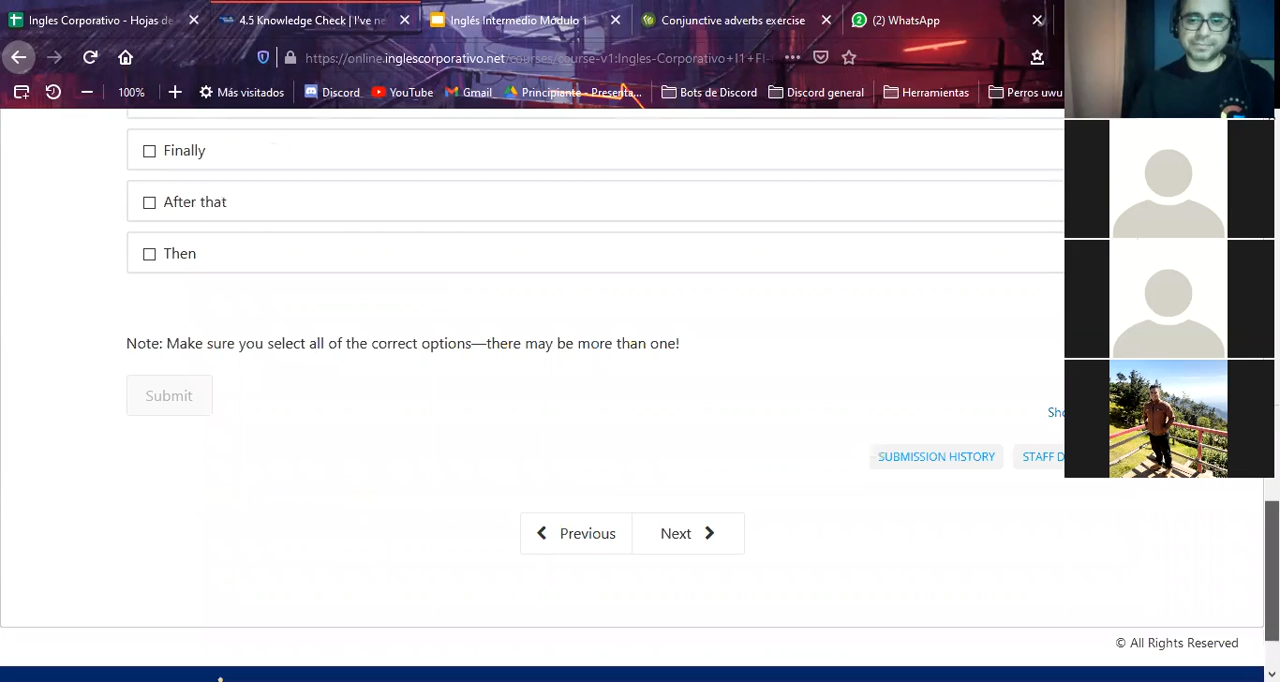 Ingles Corporativo - Hojas de
4.5 Knowledge Check | I've ne
Inglés Intermedio Módulo 1
Conjunctive adverbs exercise
(2) WhatsApp
https://online.inglescorporativo.net/courses/course-v1:Ingles-Corporativo+I1+FI-
100%
Más visitados
Discord
YouTube
Gmail
Principiante - Presenta...
Bots de Discord
Discord general
Herramientas
Perros uwu
Finally
After that
Then
Note: Make sure you select all of the correct options—there may be more than one!
Submit
Sho
SUBMISSION HISTORY
STAFF D
Previous
Next
© All Rights Reserved